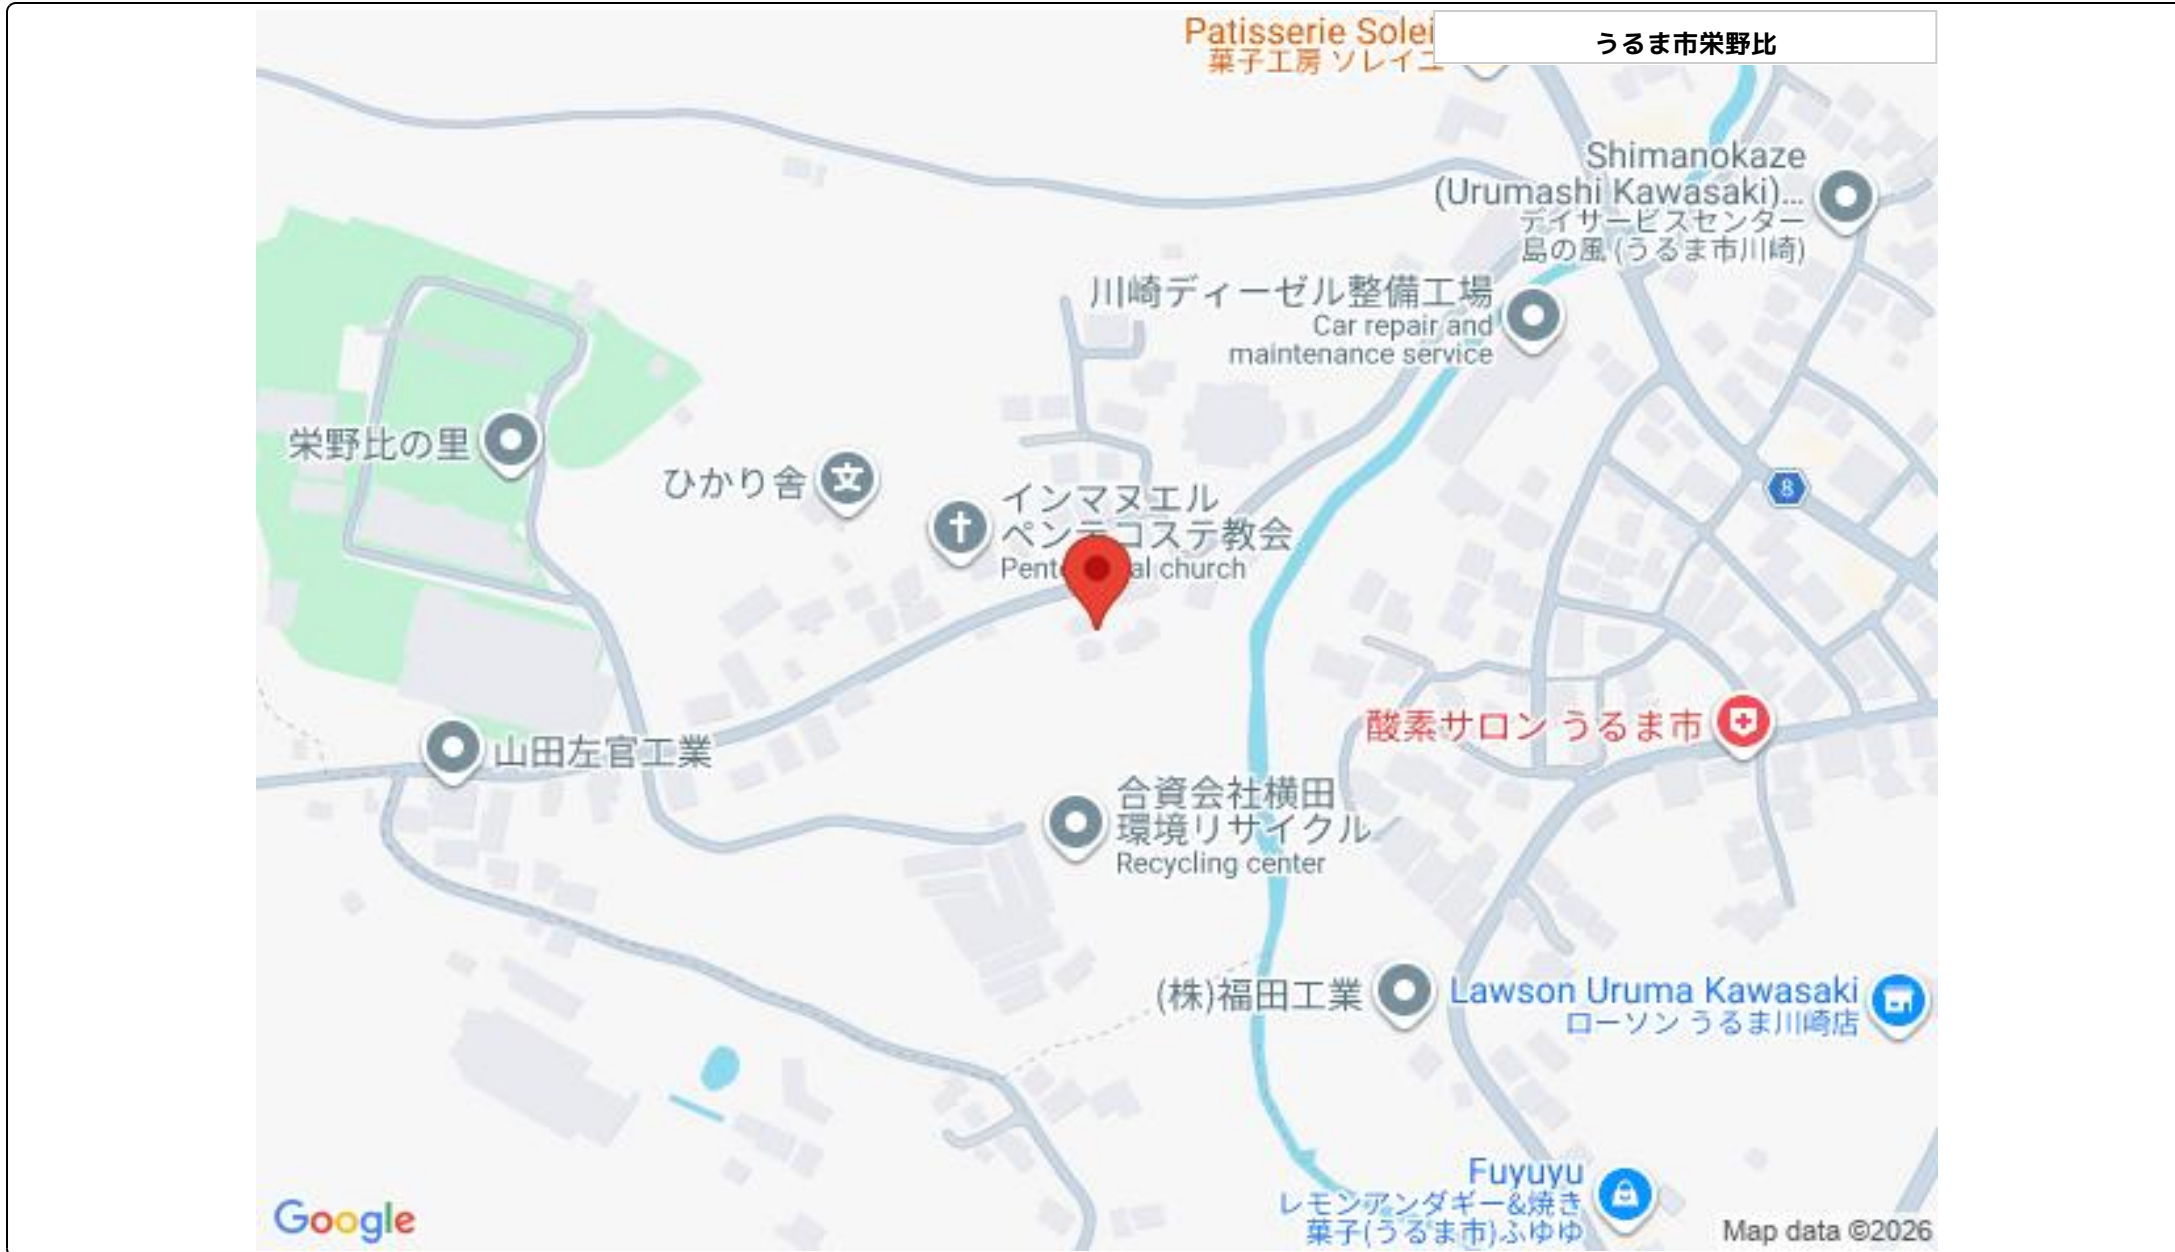 Patisserie Solei
菓子工房 ソレイユ
うるま市栄野比
Shimanokaze
(Urumashi Kawasaki)...
デイサービスセンター
島の風 (うるま市川崎)
川崎ディーゼル整備工場
Car repair and
maintenance service
栄野比の里
ひかり舎
文
インマヌエル
ペンテコステ教会
Pent al church
8
酸素サロン うるま市
山田左官工業
合資会社横田
環境リサイクル
Recycling center
(株)福田工業
Lawson Uruma Kawasaki
ローソン うるま川崎店
Fuyuyu
レモンアンダギー&焼き
菓子(うるま市)ふゆゆ
Google
Map data ©2026